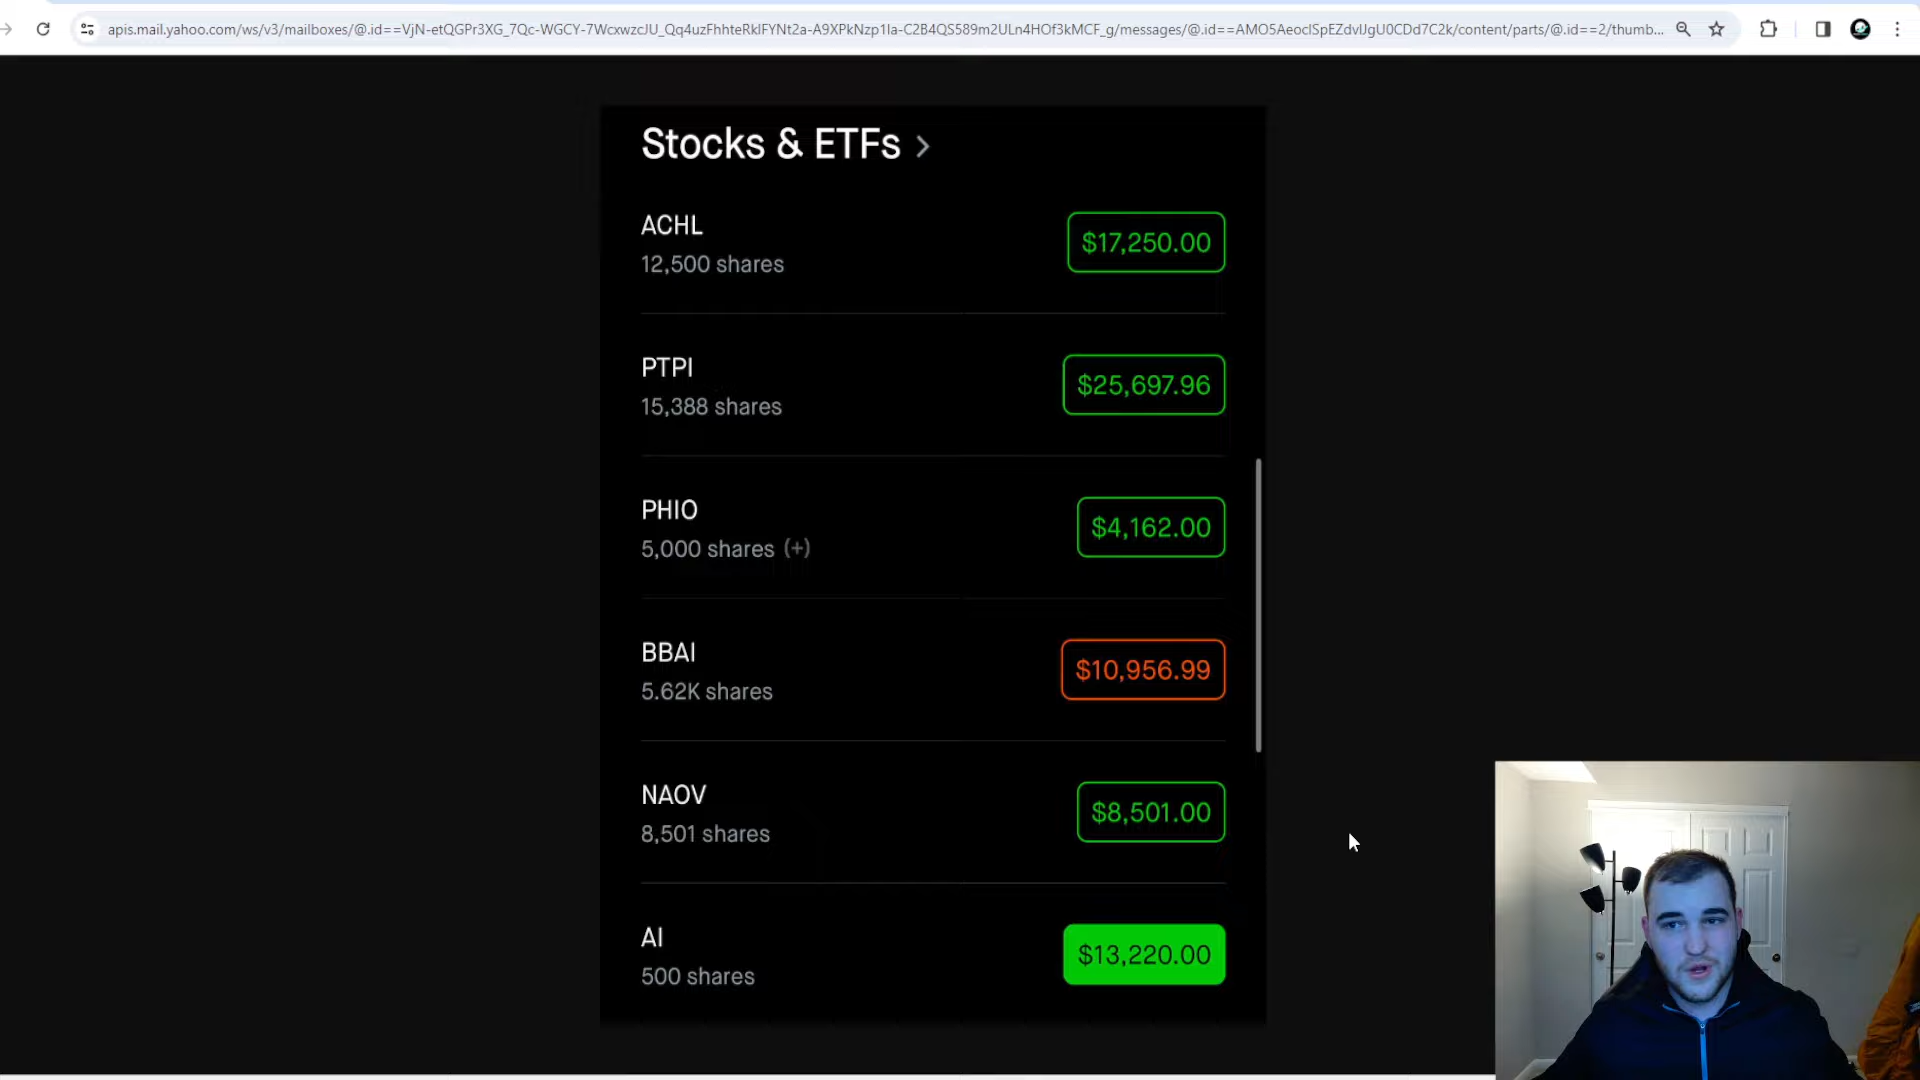 apis.mail.yahoo.com/ws/v3/mailboxes/@.id==VjN-etQGPr3XG_7Qc-WGCY-7WcxwzcJU_Qq4uzFhhteRklFYNt2a-A9XPkNzp1la-C2B4QS589m2ULn4HOf3kMCF_g/messages/@.id==AMO5AeoclSpEZdvlJgU0CDd7C2k/content/parts/@.id==2/thumb...
Stocks & ETFs >
ACHL
$17,250.00
12,500 shares
PTPI
$25,697.96
15,388 shares
PHIO
$4,162.00
5,000 shares (+)
BBAI
$10,956.99
5.62K shares
NAOV
$8,501.00
8,501 shares
AI
$13,220.00
500 shares